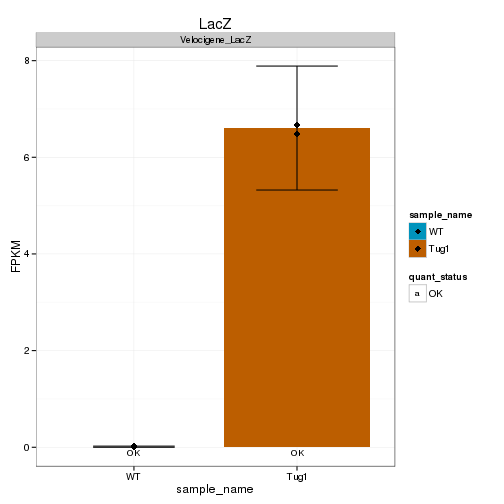 LacZ
Velocigene_LacZ
8
6
4
2
0
FPKM
OK
OK
WT
Tug1
sample_name
sample_name
WT
Tug1
quant_status
a OK